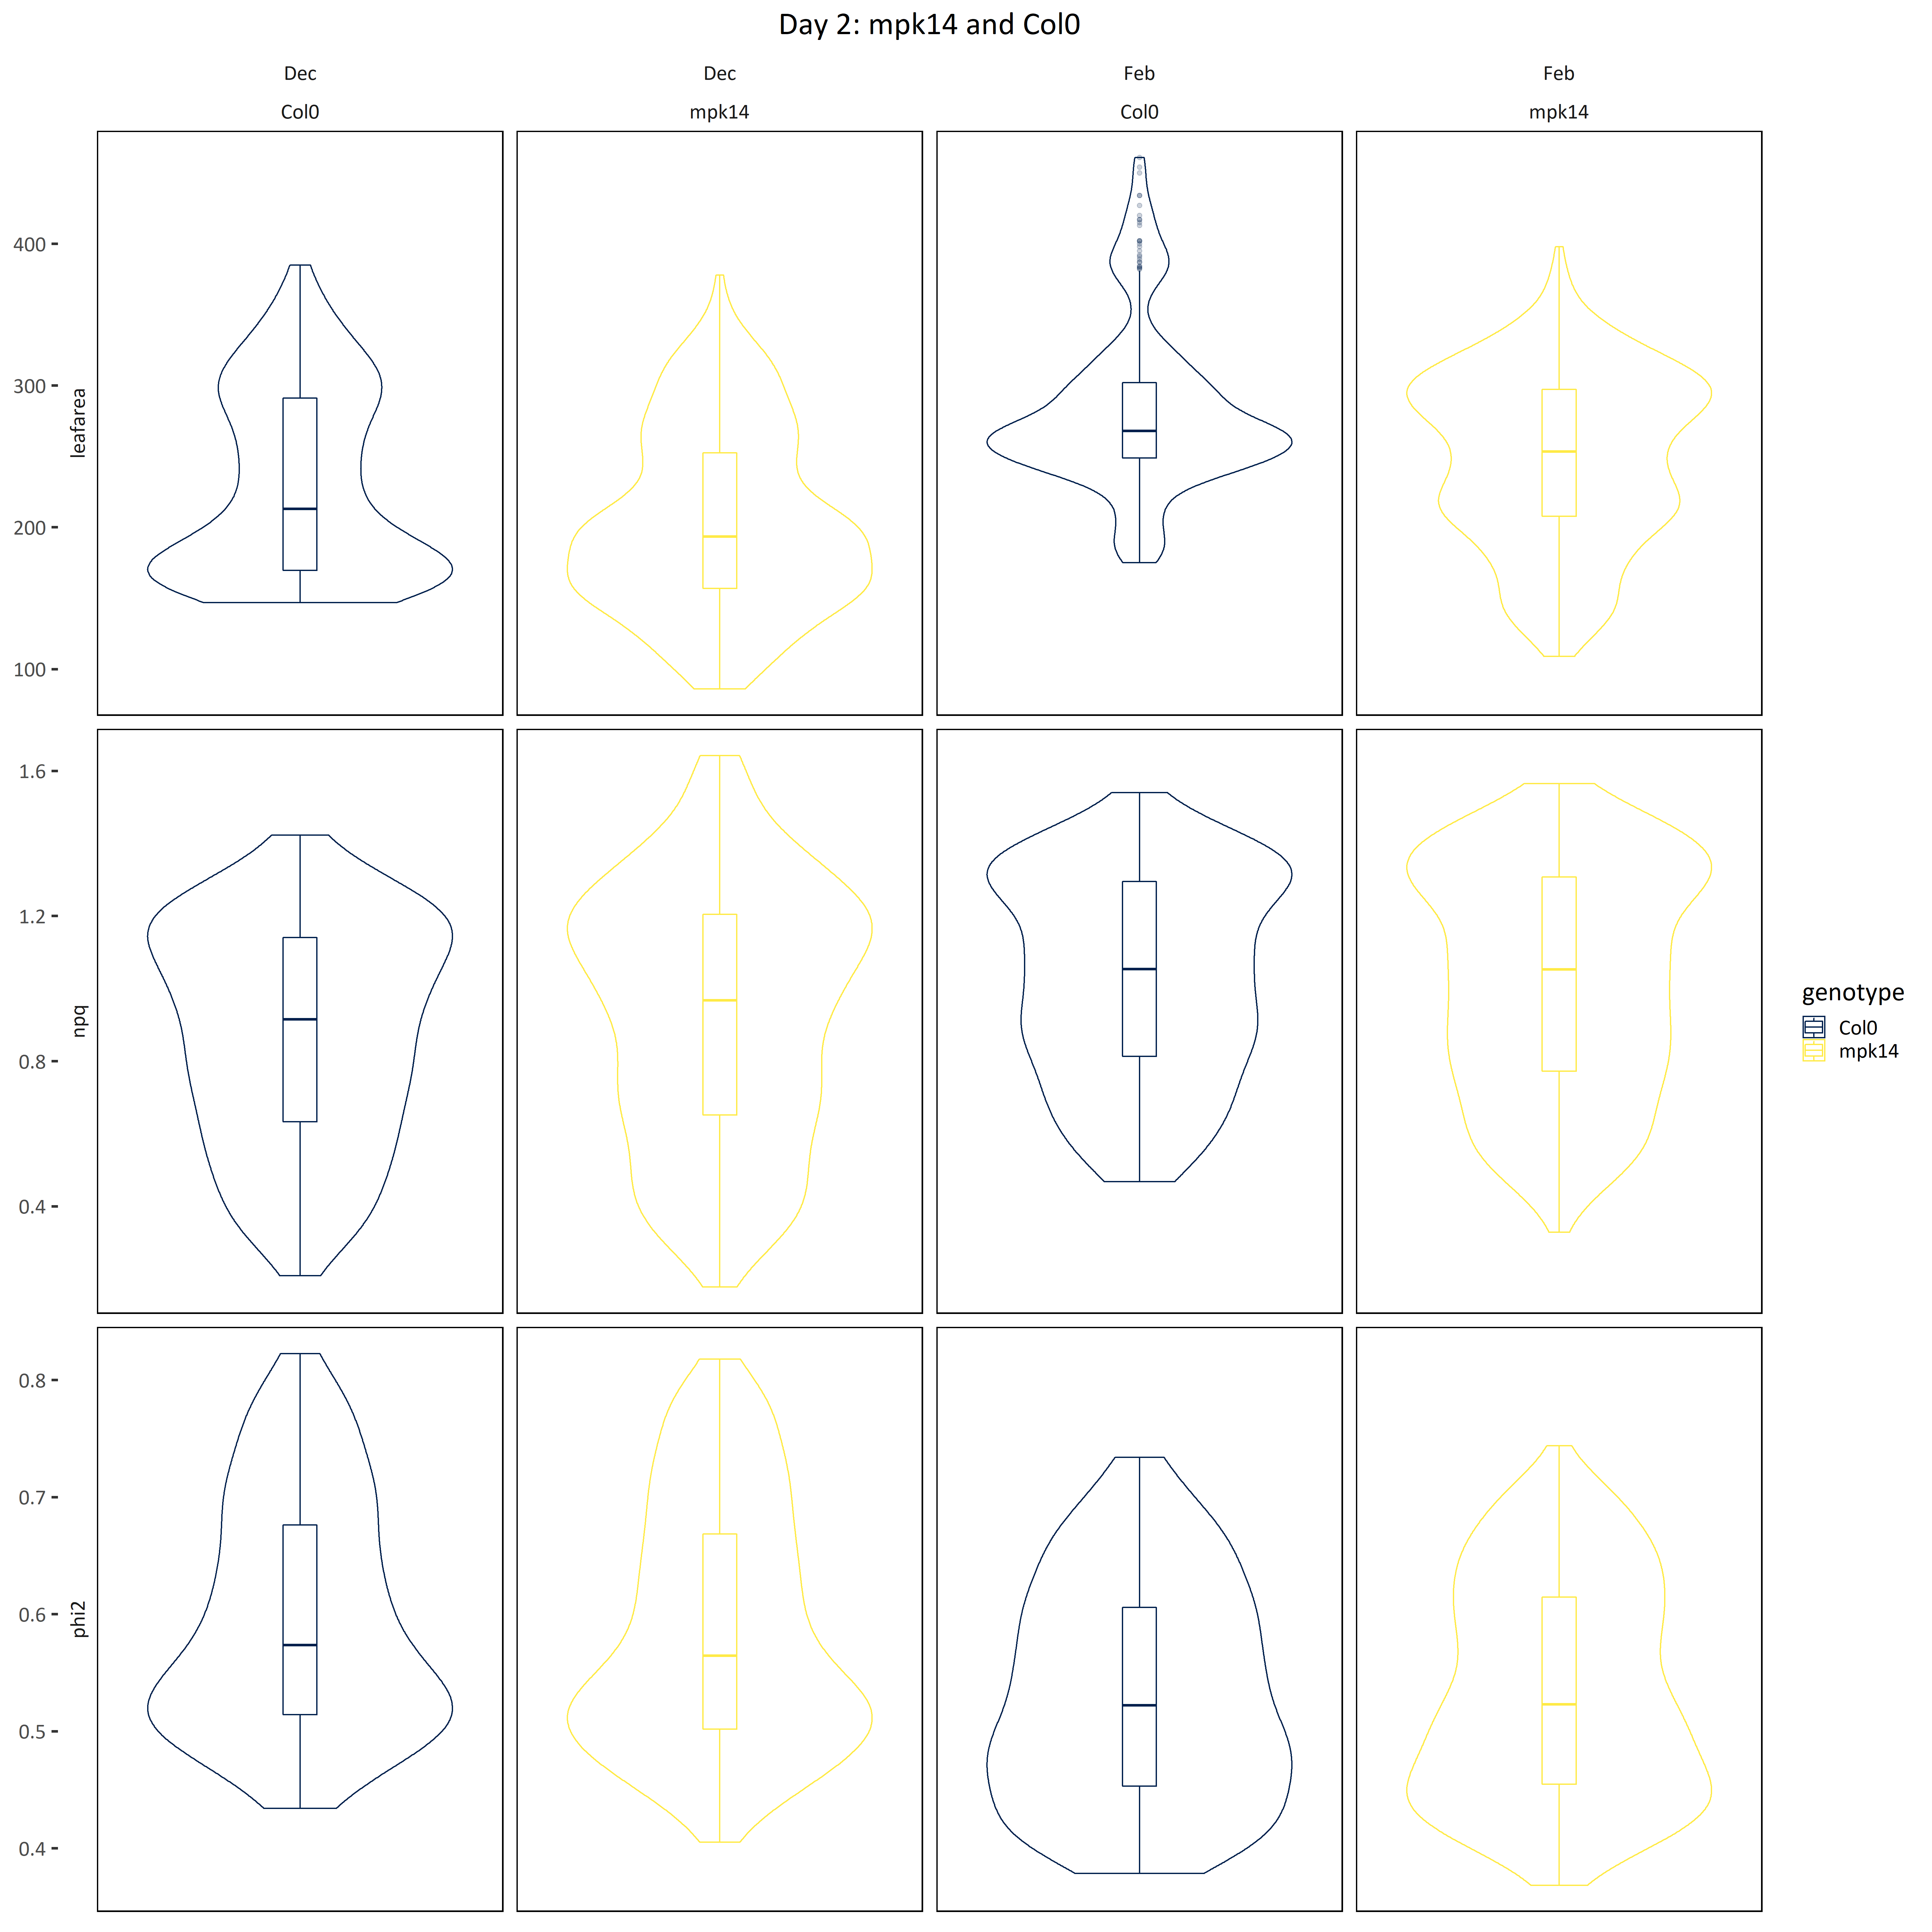 Day 2: mpk14 and Col0
Dec Dec Feb Feb
Col0 mpk14 Col0 mpk14
400
300
200
100
leafarea
1.6
1.2
0.8
0.4
npq
genotype
Col0
mpk14
0.8
0.7
0.6
0.5
0.4
phi2